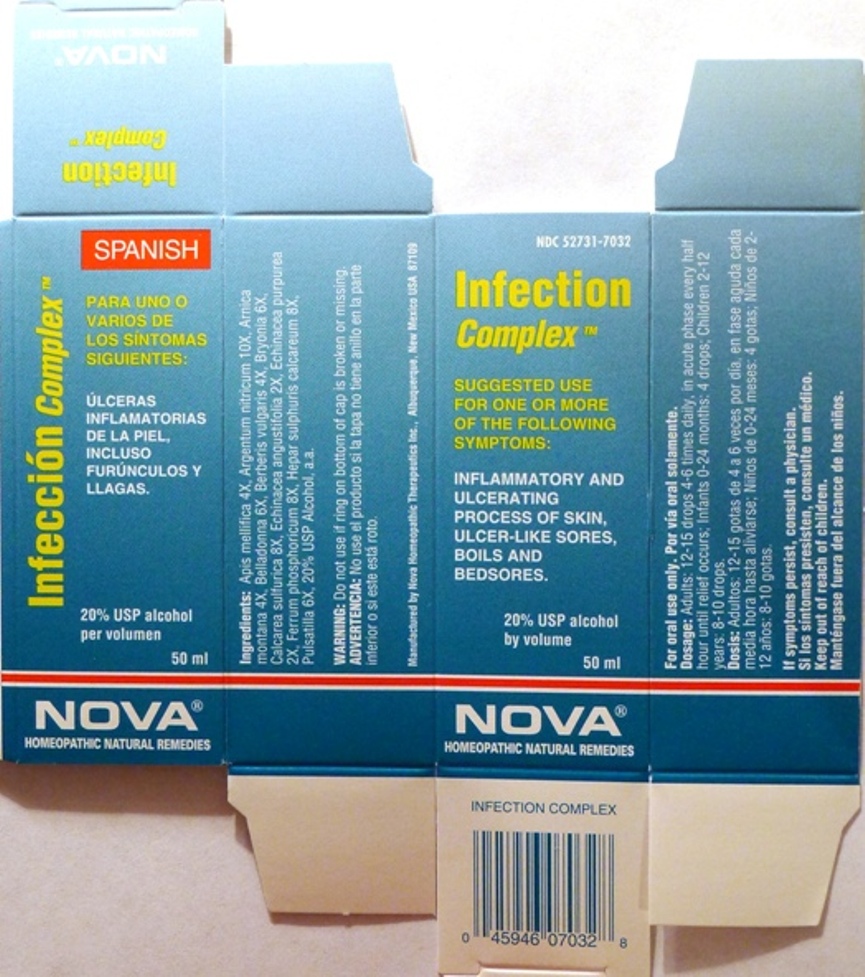 NOVA®
HOMEOPATHIC NATURAL REMEDIES
Infection
Complex™
Infección Complex™
SPANISH
PARA UNO O
VARIOS DE
LOS SÍNTOMAS
SIGUIENTES:
ÚLCERAS
INFLAMATORIAS
DE LA PIEL,
INCLUSO
FURÚNCULOS Y
LLAGAS.
20% USP alcohol
per volumen
50 ml
NOVA®
HOMEOPATHIC NATURAL REMEDIES
Ingredients: Apis mellifica 4X, Argentum nitricum 10X, Arnica
montana 4X, Belladonna 6X, Berberis vulgaris 4X, Bryonia 6X,
Calcarea sulfurica 8X, Echinacea angustifolia 2X, Echinacea purpurea
2X, Ferrum phosphoricum 8X, Hepar sulphuris calcareum 8X,
Pulsatilla 6X, 20% USP Alcohol, a.a.
WARNING: Do not use if ring on bottom of cap is broken or missing.
ADVERTENCIA: No use el producto si la tapa no tiene anillo en la parte
inferior o si este está roto.
Manufactured by Nova Homeopathic Therapeutics Inc., Albuquerque, New Mexico USA 87109
NDC 52731-7032
Infection
Complex™
SUGGESTED USE
FOR ONE OR MORE
OF THE FOLLOWING
SYMPTOMS:
INFLAMMATORY AND
ULCERATING
PROCESS OF SKIN,
ULCER-LIKE SORES,
BOILS AND
BEDSORES.
20% USP alcohol
by volume
50 ml
NOVA®
HOMEOPATHIC NATURAL REMEDIES
INFECTION COMPLEX
0 45946 07032 8
For oral use only. Por via oral solamente.
Dosage: Adults: 12-15 drops 4-6 times daily, in acute phase every half
hour until relief occurs; Infants 0-24 months: 4 drops; Children 2-12
years: 8-10 drops.
Dosis: Adultos: 12-15 gotas de 4 a 6 veces por día, en fase aguda cada
media hora hasta aliviarse; Niños de 0-24 meses: 4 gotas; Niños de 2-
12 años: 8-10 gotas.
If symptoms persist, consult a physician.
Si los síntomas presisten, consulte un médico.
Keep out of reach of children.
Manténgase fuera del alcance de los niños.